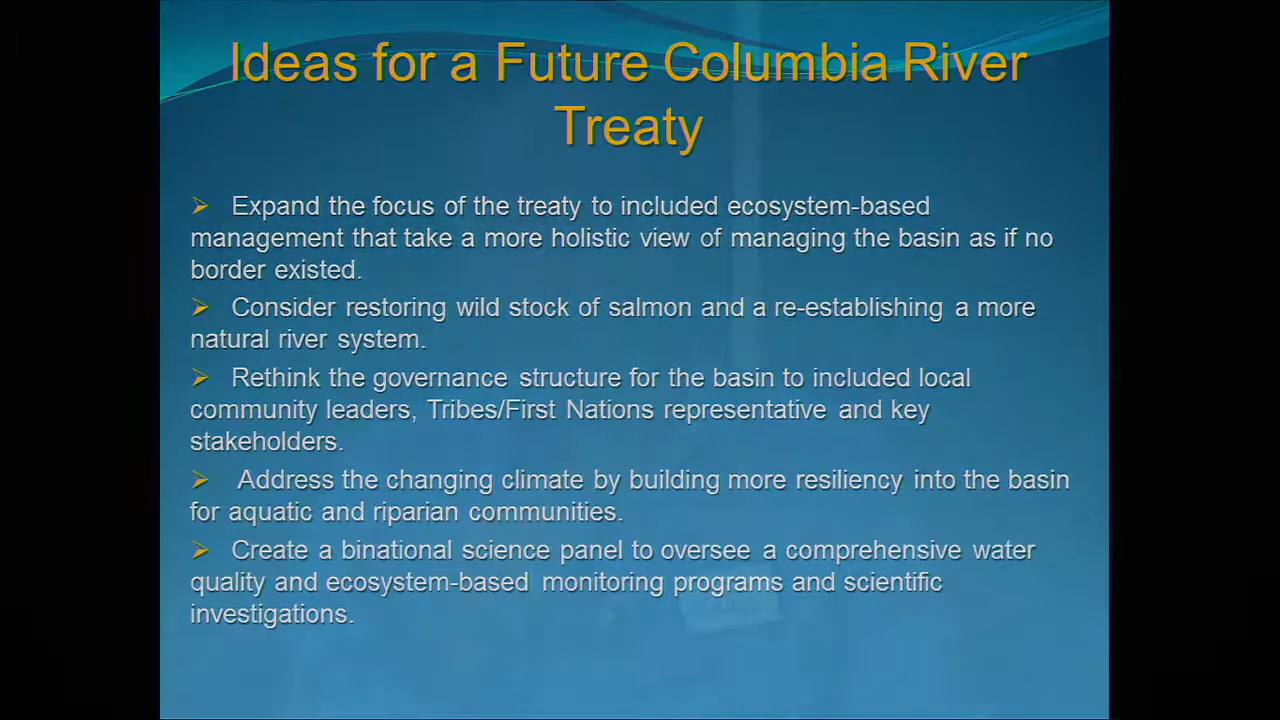 Ideas for a Future Columbia River
Treaty
➢ Expand the focus of the treaty to included ecosystem-based
management that take a more holistic view of managing the basin as if no
border existed.
➢ Consider restoring wild stock of salmon and a re-establishing a more
natural river system.
➢ Rethink the governance structure for the basin to included local
community leaders, Tribes/First Nations representative and key
stakeholders.
➢ Address the changing climate by building more resiliency into the basin
for aquatic and riparian communities.
➢ Create a binational science panel to oversee a comprehensive water
quality and ecosystem-based monitoring programs and scientific
investigations.